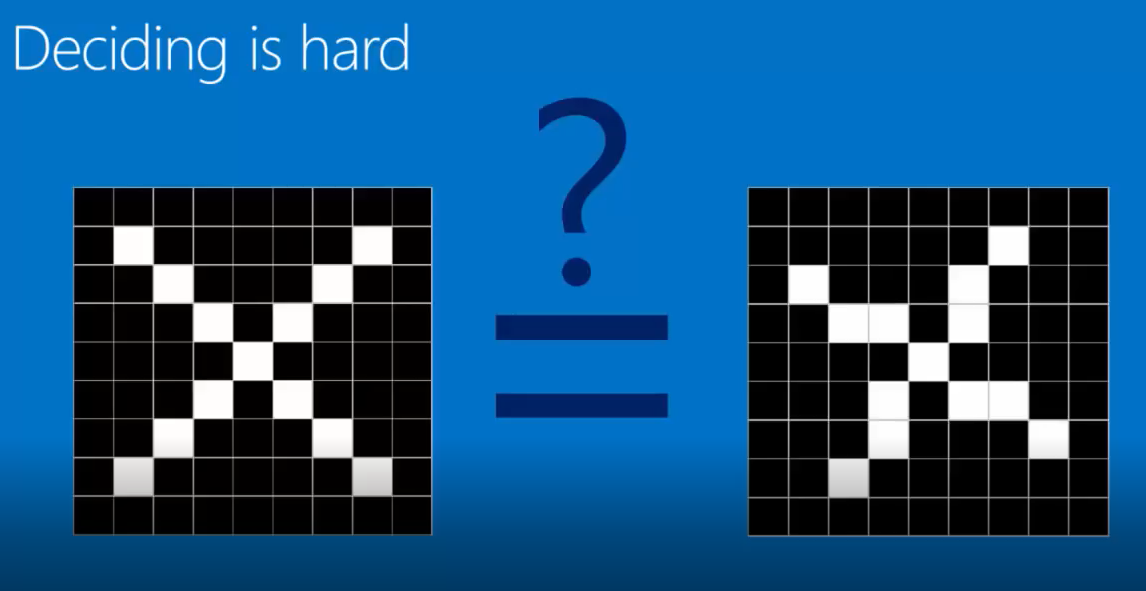 Deciding is hard
?
=